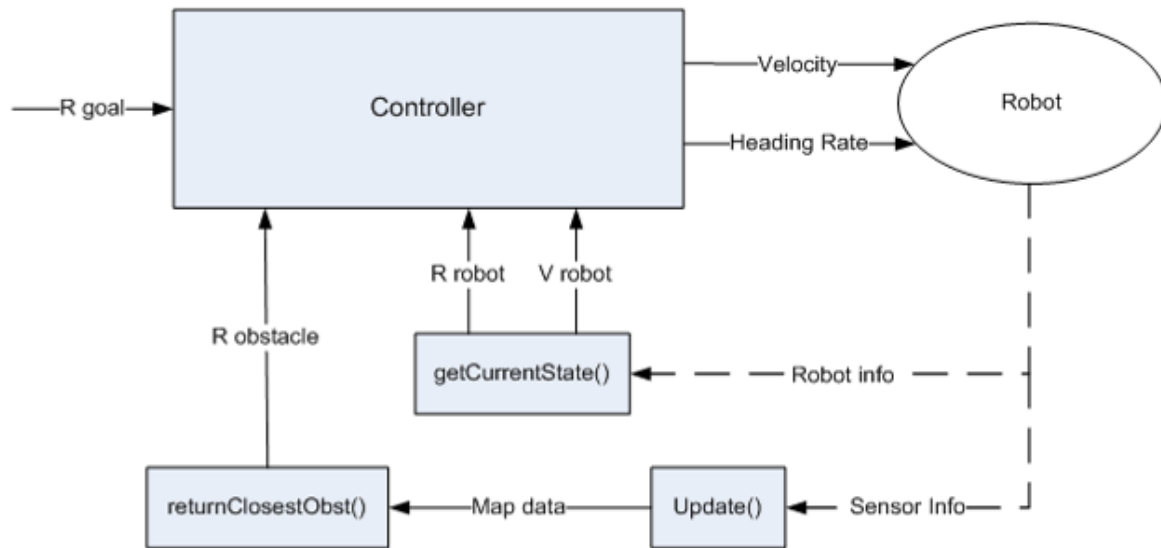 Velocity
R goal
Controller
Robot
Heading Rate
R robot
V robot
R obstacle
getCurrentState()
Robot info
returnClosestObst()
Map data
Update()
Sensor Info